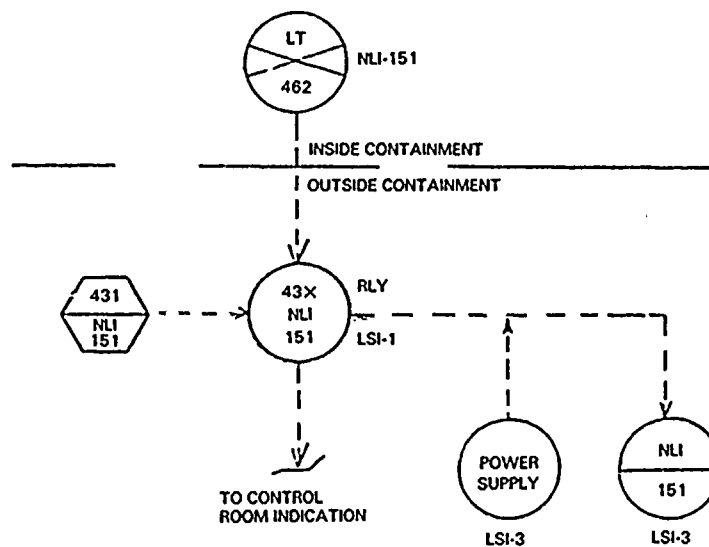 LT
462
NLI-151
INSIDE CONTAINMENT
OUTSIDE CONTAINMENT
431
NLI
151
43X
NLI
151
RLY
LSI-1
TO CONTROL
ROOM INDICATION
POWER
SUPPLY
LSI-3
NLI
151
LSI-3